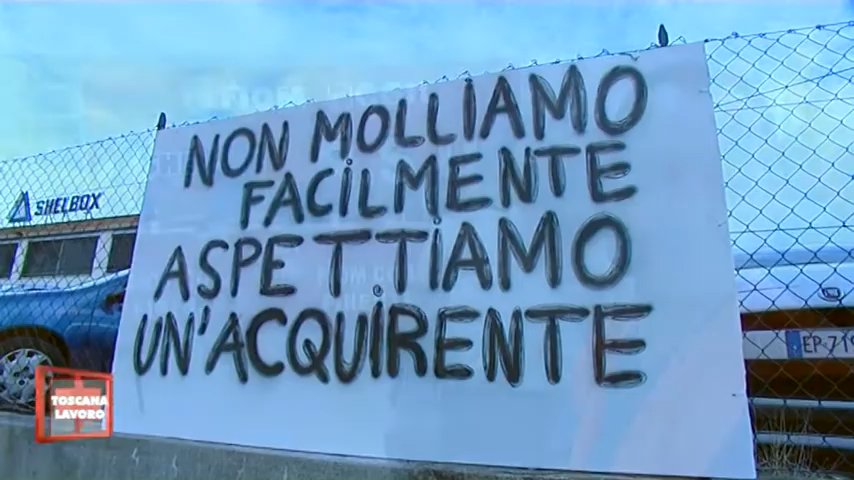 NON MOLLIAMO
FACILMENTE
ASPETTIAMO
UN'ACQUIRENTE
SHELBOX
TOSCANA
LAVORO